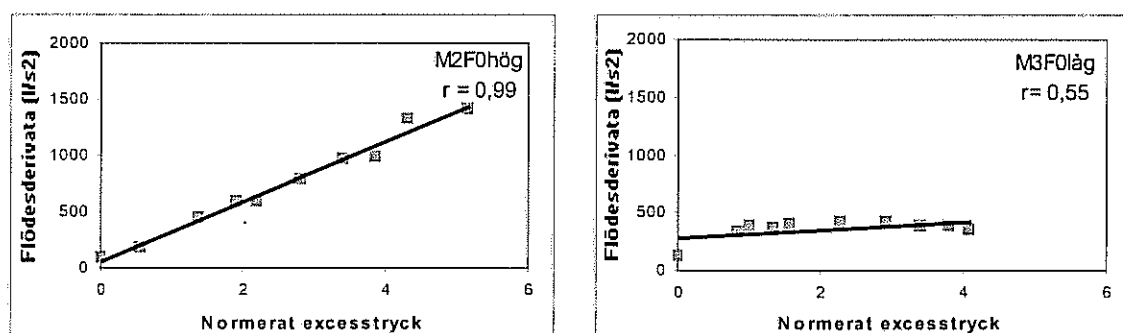 2000
M2F0hög
r = 0,99
1500
1000
500
0
0 2 4 6
Flödesderivata (l/s2)
Normerat excesstryck
2000
M3F0låg
r= 0,55
1500
1000
500
0
0 2 4 6
Flödesderivata (l/s2)
Normerat excesstryck